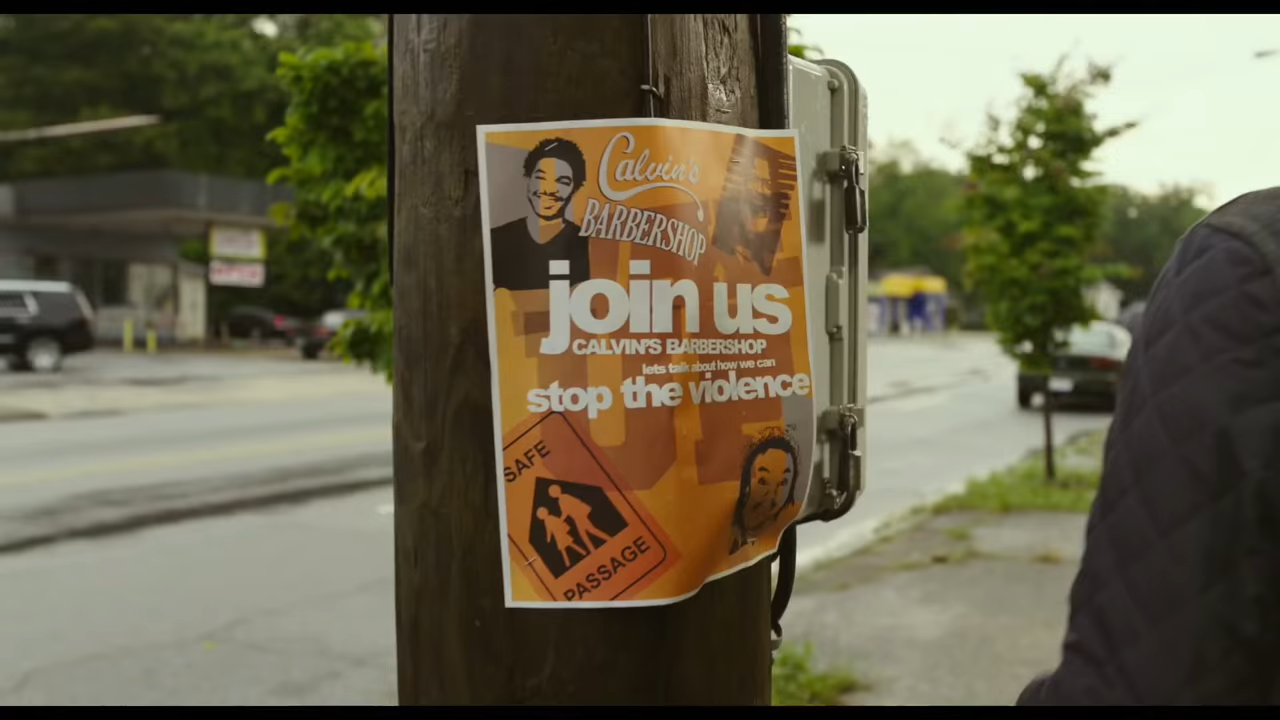 Calvin's
BARBERSHOP
join us
CALVIN'S BARBERSHOP
lets talk about how we can
stop the violence
SAFE
PASSAGE